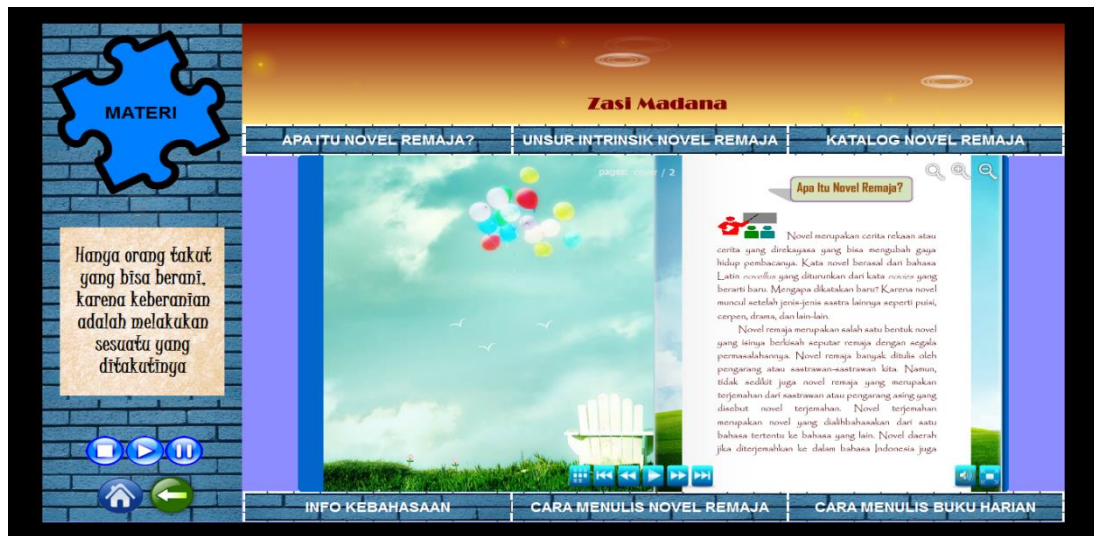 MATERI
Zasi Madana
APA ITU NOVEL REMAJA?
UNSUR INTRINSIK NOVEL REMAJA
KATALOG NOVEL REMAJA
Hanya orang takut
yang bisa berani,
karena keberanian
adalah melakukan
sesuatu yang
ditakutinya
pages: cover / 2
Apa Itu Novel Remaja?
Novel merupakan cerita rekaan atau
cerita yang direkayasa yang bisa mengubah gaya
hidup pembacanya. Kata novel berasal dari bahasa
Latin novellus yang diturunkan dari kata novies yang
berarti baru. Mengapa dikatakan baru? Karena novel
muncul setelah jenis-jenis sastra lainnya seperti puisi,
cerpen, drama, dan lain-lain.
Novel remaja merupakan salah satu bentuk novel
yang isinya berkisah seputar remaja dengan segala
permasalahannya. Novel remaja banyak ditulis oleh
pengarang atau sastrawan-sastrawan kita. Namun,
tidak sedikit juga novel remaja yang merupakan
terjemahan dari sastrawan atau pengarang asing yang
disebut novel terjemahan. Novel terjemahan
merupakan novel yang dialihbahasakan dari satu
bahasa tertentu ke bahasa yang lain. Novel daerah
jika diterjemahkan ke dalam bahasa Indonesia juga
INFO KEBAHASAAN
CARA MENULIS NOVEL REMAJA
CARA MENULIS BUKU HARIAN